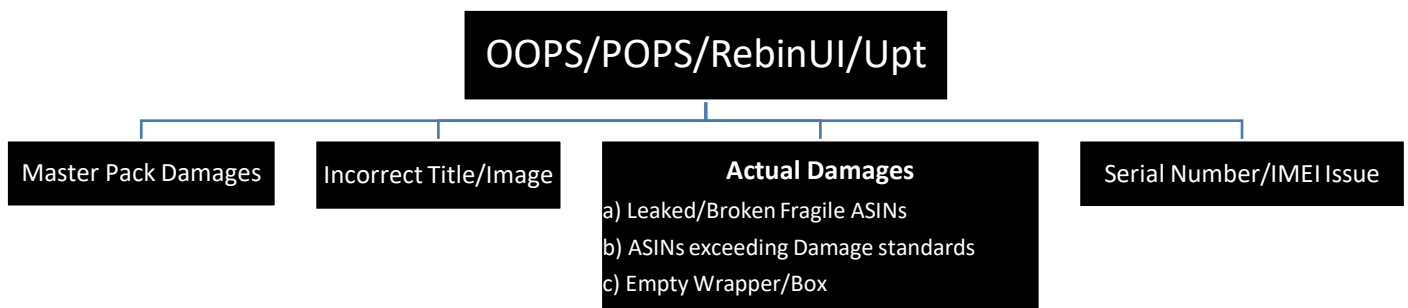 OOPS/POPS/RebinUI/Upt
Master Pack Damages
Incorrect Title/Image
Actual Damages
a) Leaked/Broken Fragile ASINs
b) ASINs exceeding Damage standards
c) Empty Wrapper/Box
Serial Number/IMEI Issue